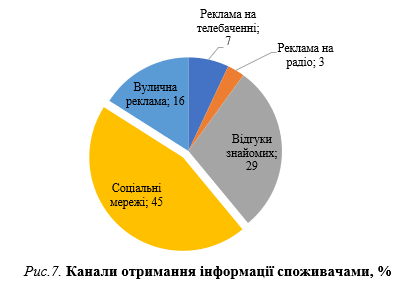 Реклама на
телебаченні;
7
Реклама на
радіо; 3
Вулична
реклама; 16
Відгуки
знайомих;
29
Соціальні
мережі; 45
Рис.7. Канали отримання інформації споживачами, %